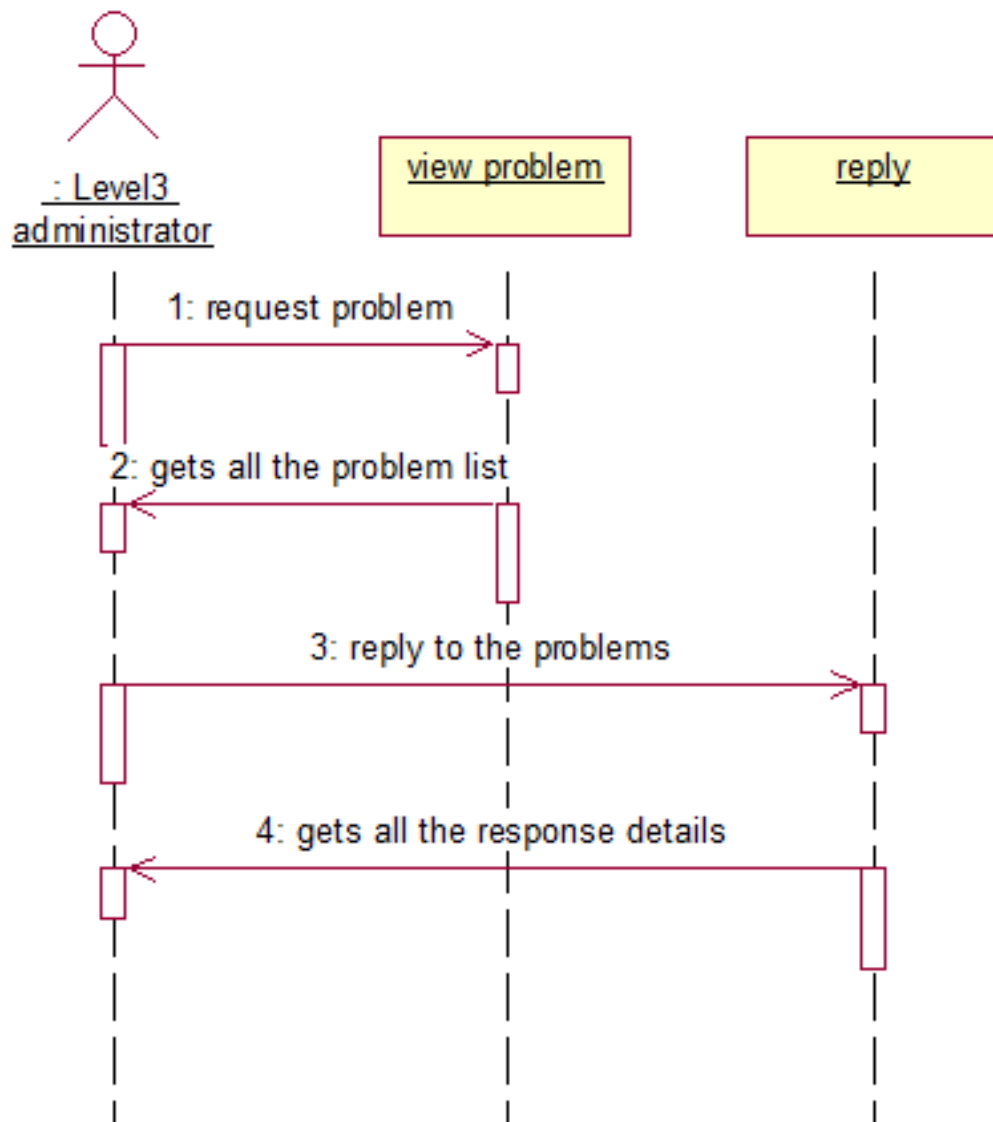 : Level3
administrator
view problem
reply
1: request problem
2: gets all the problem list
3: reply to the problems
4: gets all the response details